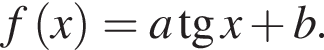 f (x) = a tg x + b.